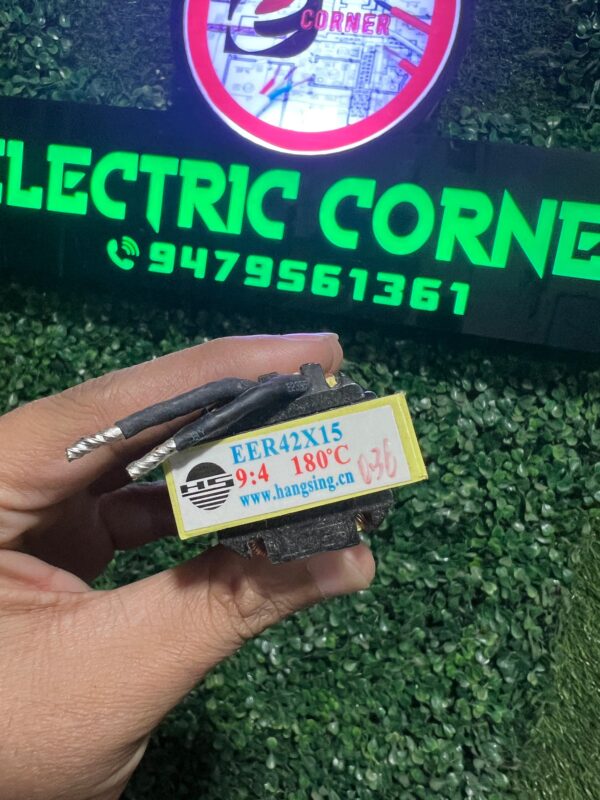 CORNER
ELECTRIC CORNE
9479561361
EER42X15
HS 9:4 180°C 036
www.hangsing.cn